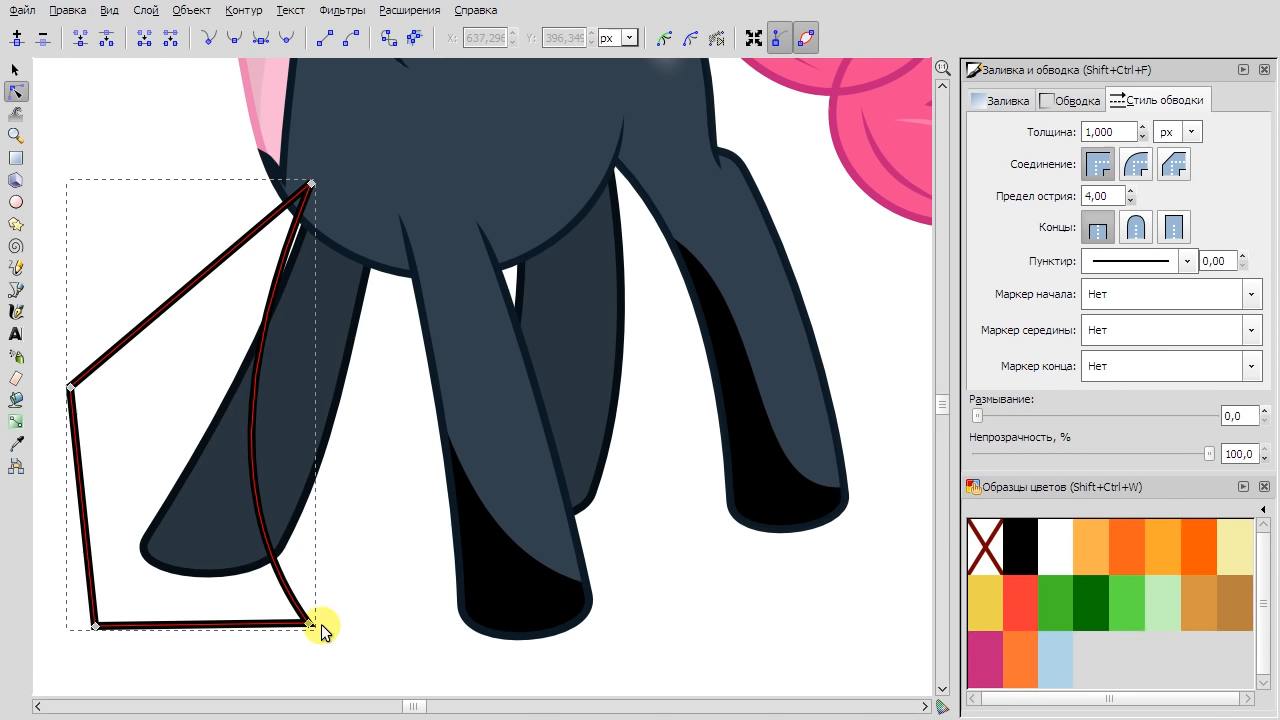 Файл Правка Вид Слой Объект Контур Текст Фильтры Расширения Справка
X: 637,296 Y: 396,349 px
1:1
Заливка и обводка (Shift+Ctrl+F)
Заливка Обводка Стиль обводки
Толщина: 1,000 px
Соединение:
Предел острия: 4,00
Концы:
Пунктир: 0,00
Маркер начала: Нет
Маркер середины: Нет
Маркер конца: Нет
Размывание:
0,0
Непрозрачность, %
100,0
Образцы цветов (Shift+Ctrl+W)